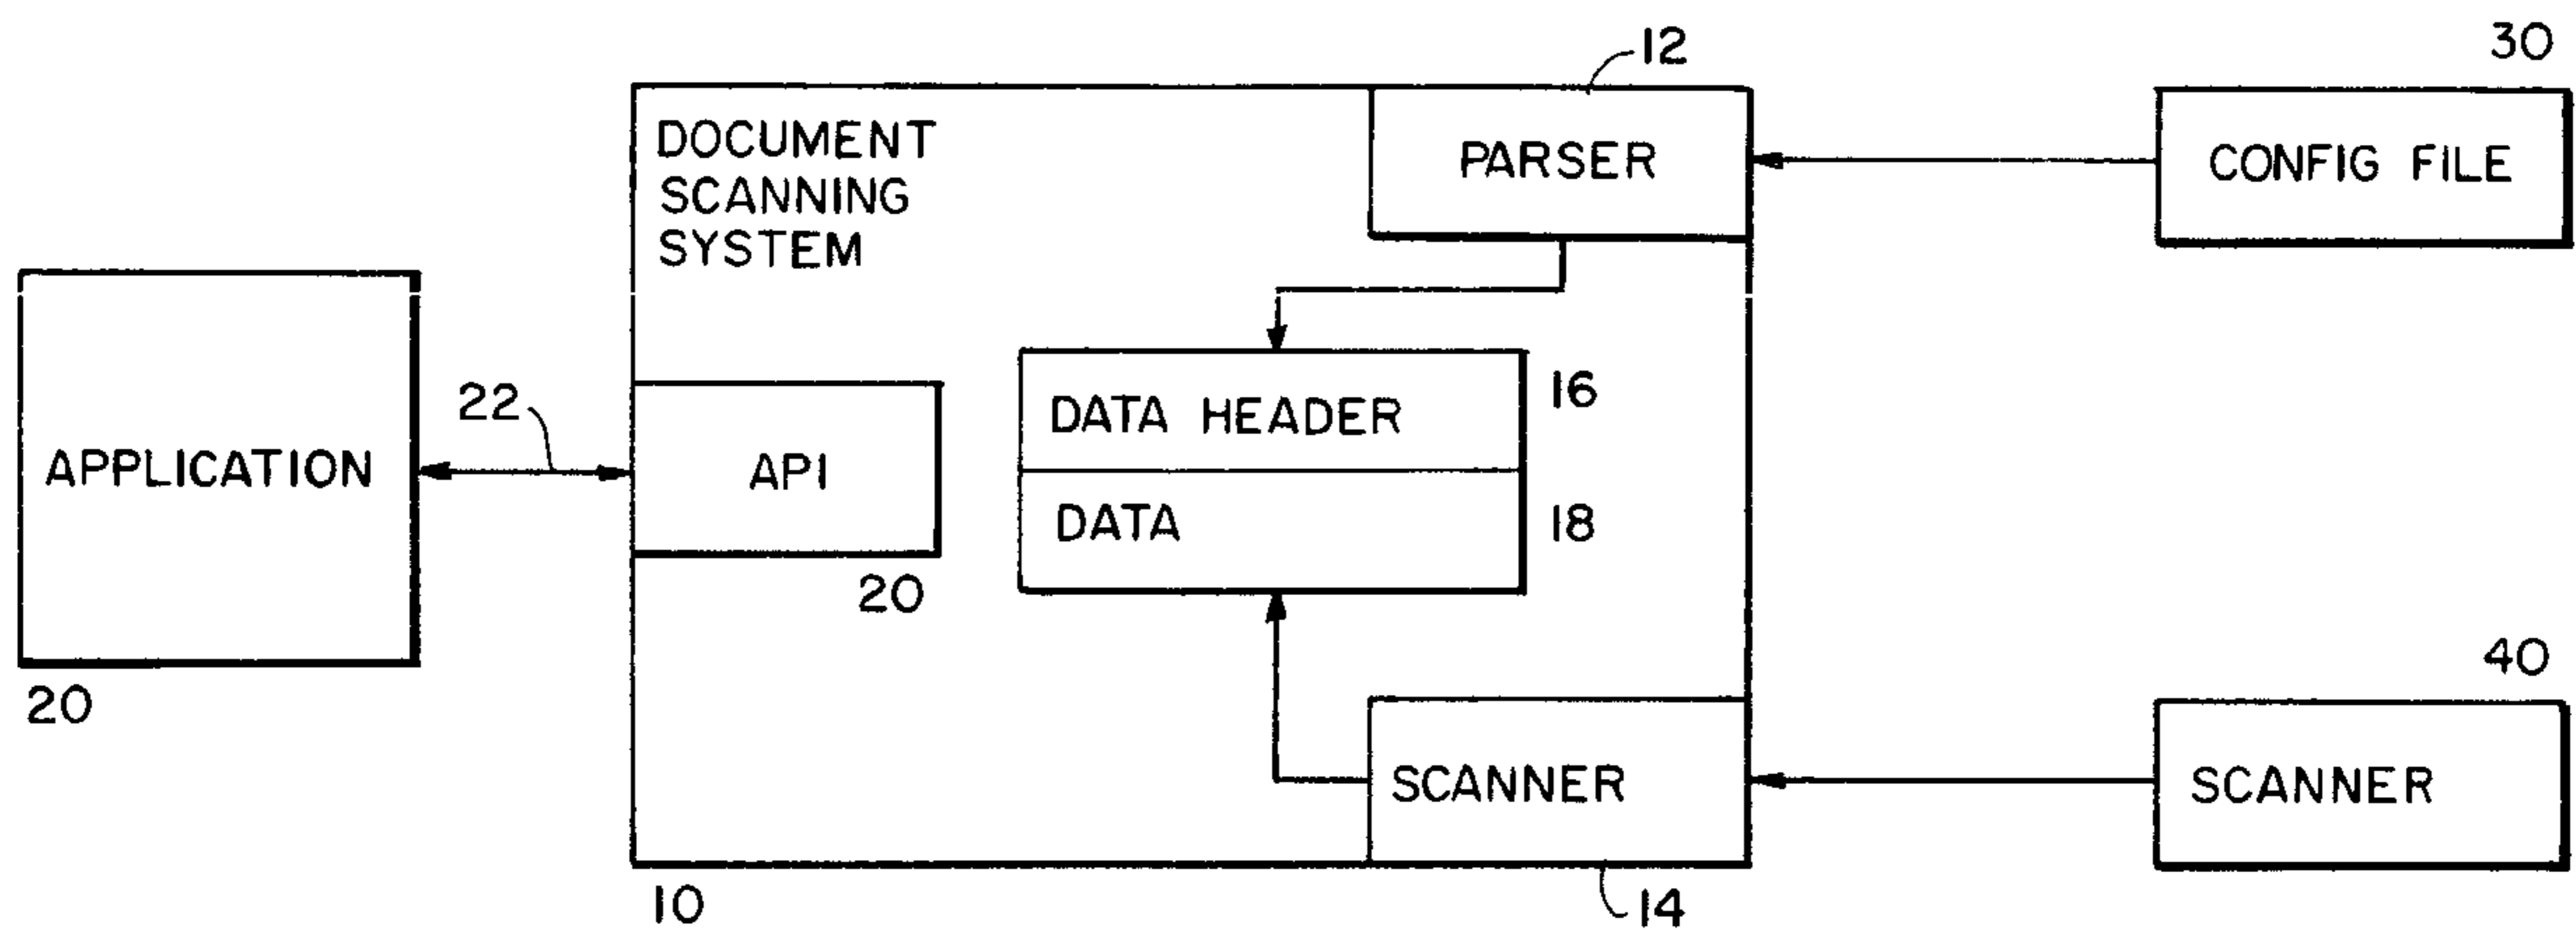 12
30
DOCUMENT
SCANNING
SYSTEM
PARSER
CONFIG FILE
22
16
DATA HEADER
APPLICATION
API
DATA
18
20
20
40
SCANNER
SCANNER
10
14